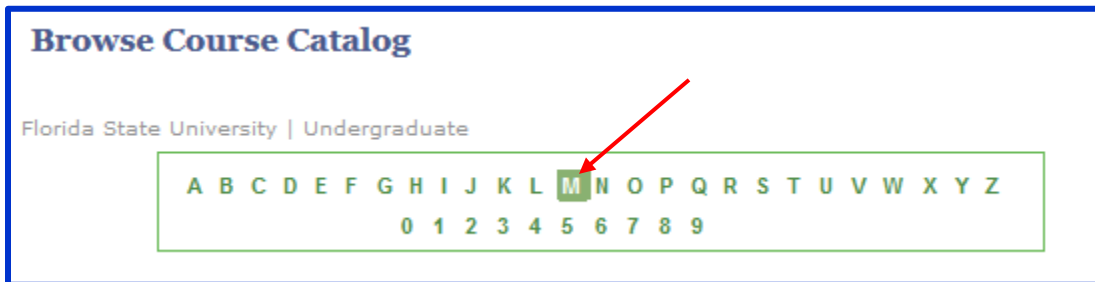 Browse Course Catalog
Florida State University | Undergraduate
A B C D E F G H I J K L M N O P Q R S T U V W X Y Z
0 1 2 3 4 5 6 7 8 9